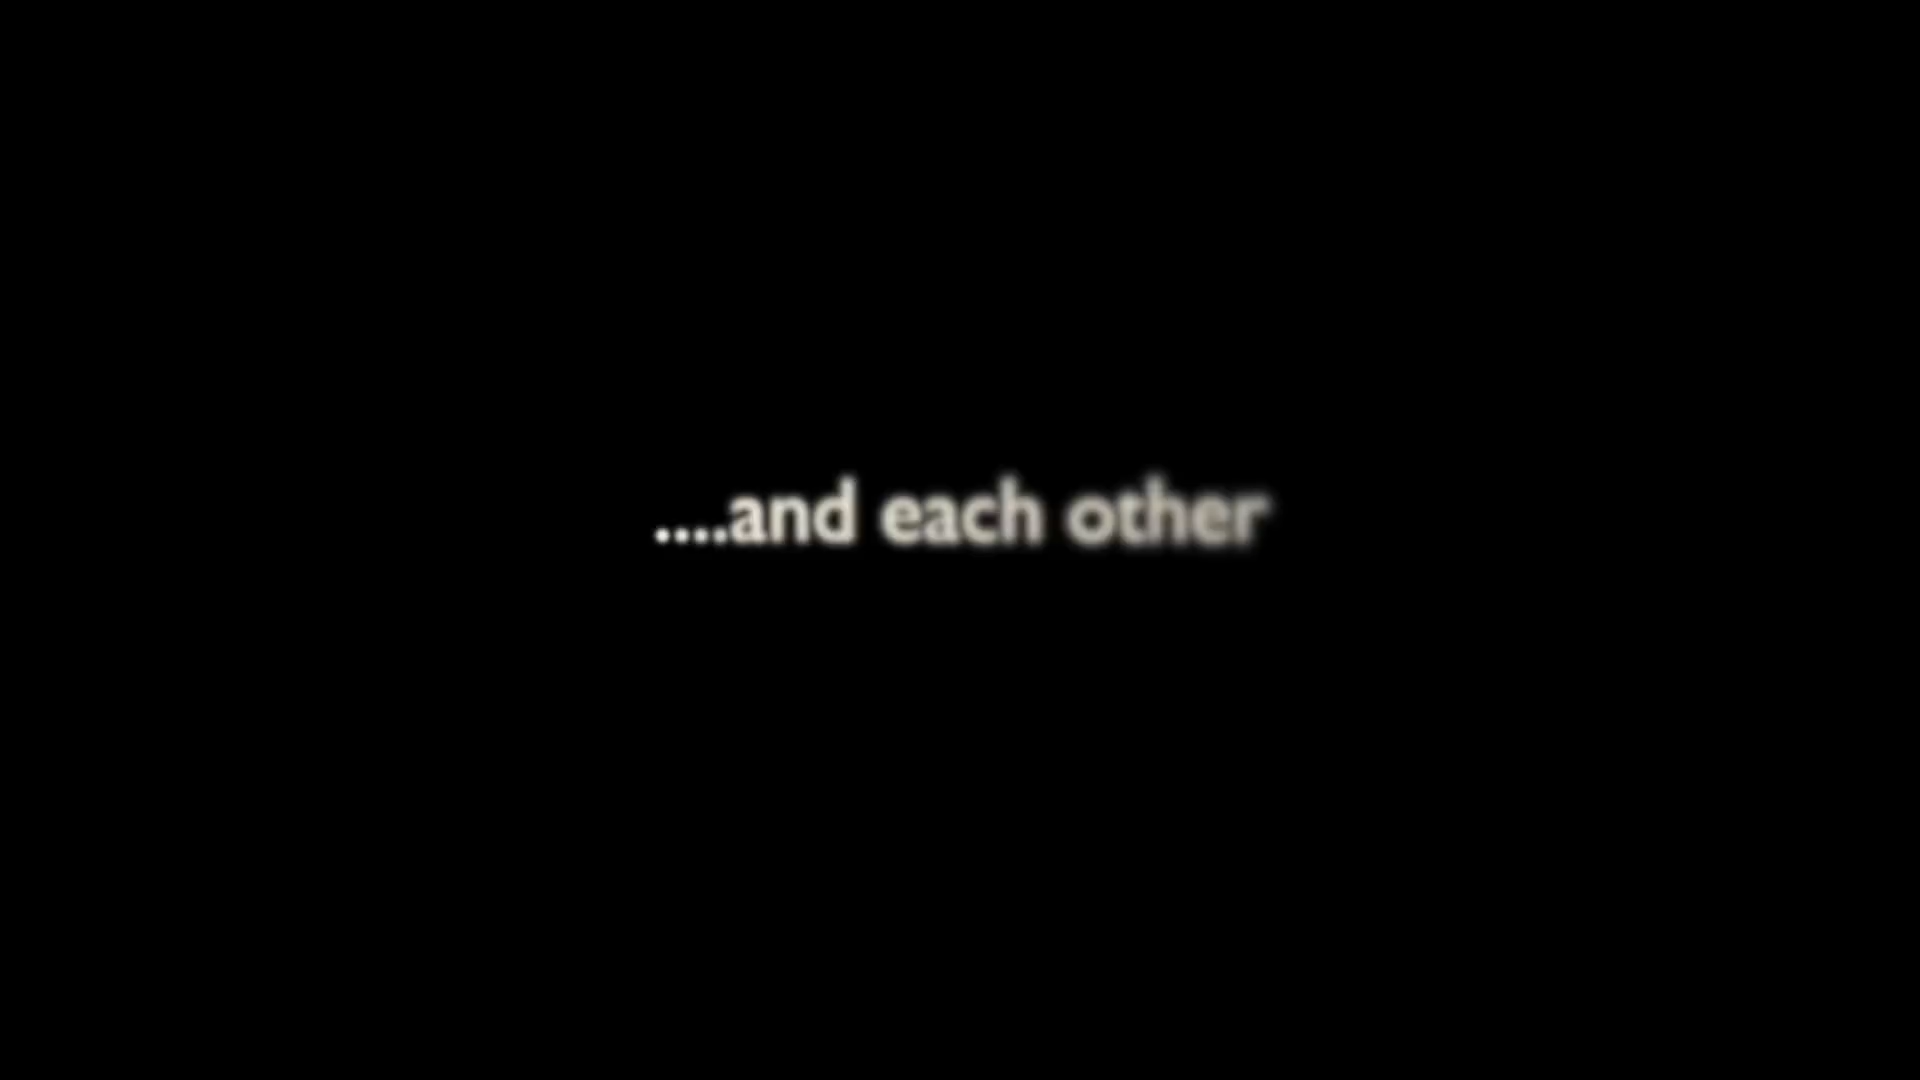 ....and each other